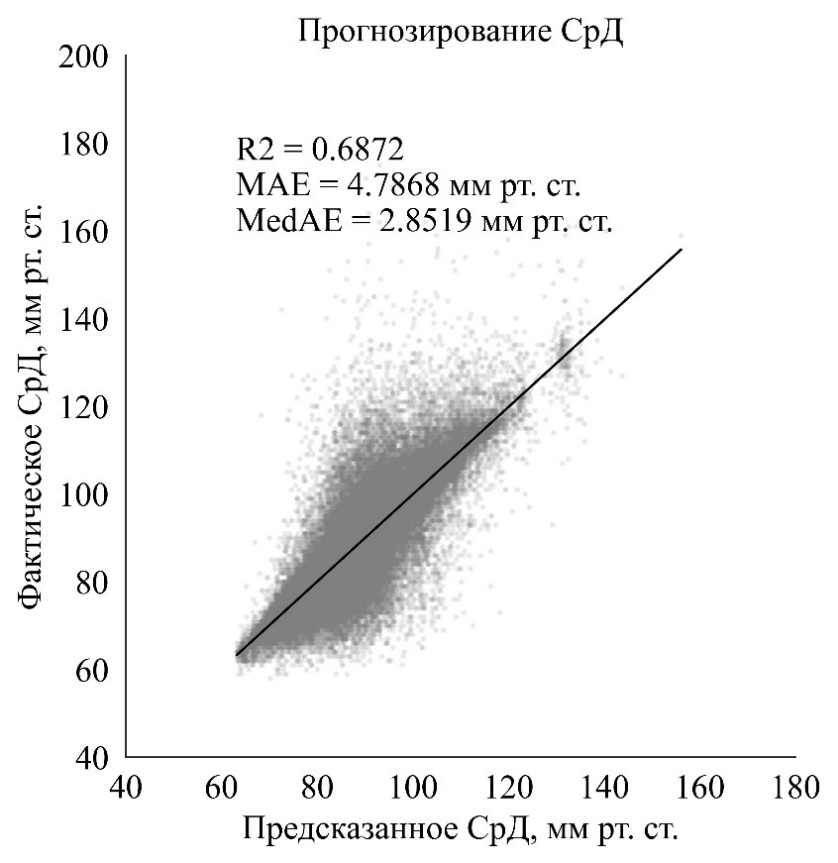 Прогнозирование СрД
200
180
160
140
120
100
80
60
40
R2 = 0.6872
MAE = 4.7868 мм рт. ст.
MedAE = 2.8519 мм рт. ст.
Фактическое СрД, мм рт. ст.
40 60 80 100 120 140 160 180
Предсказанное СрД, мм рт. ст.